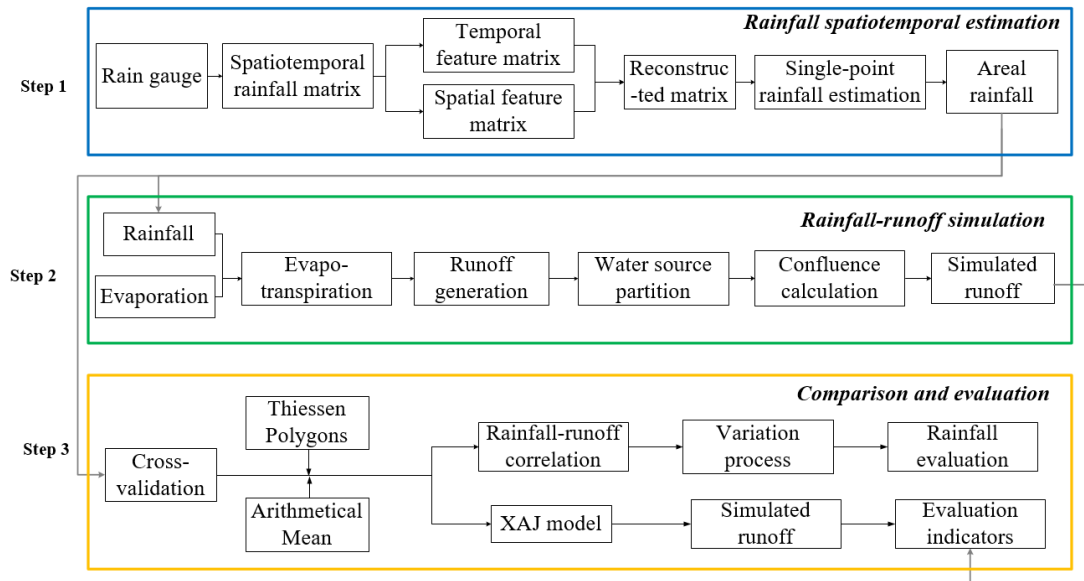 Rainfall spatiotemporal estimation
Step 1
Rain gauge
Spatiotemporal
rainfall matrix
Temporal
feature matrix
Spatial feature
matrix
Reconstruc
-ted matrix
Single-point
rainfall estimation
Areal
rainfall
Rainfall-runoff simulation
Step 2
Rainfall
Evaporation
Evapo-
transpiration
Runoff
generation
Water source
partition
Confluence
calculation
Simulated
runoff
Comparison and evaluation
Step 3
Cross-
validation
Thiessen
Polygons
Arithmetical
Mean
Rainfall-runoff
correlation
Variation
process
Rainfall
evaluation
XAJ model
Simulated
runoff
Evaluation
indicators